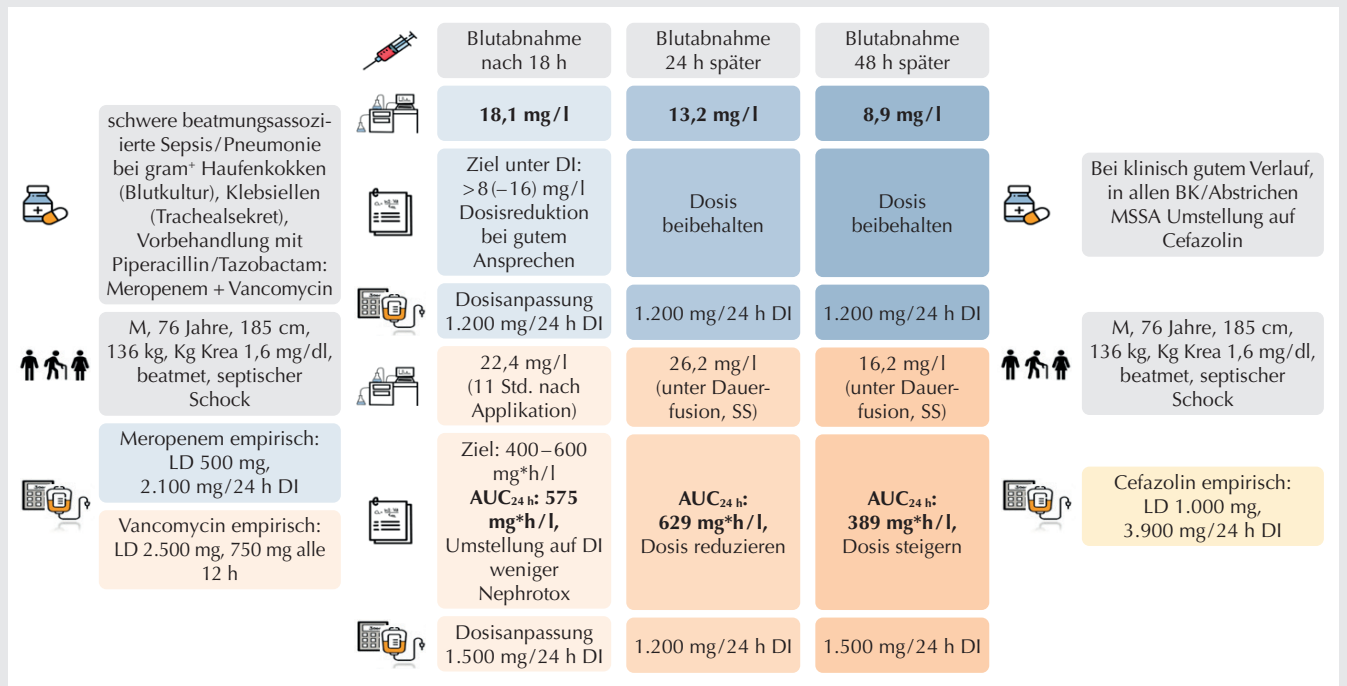 Blutabnahme
nach 18 h
Blutabnahme
24 h später
Blutabnahme
48 h später
schwere beatmungsassozi-
ierte Sepsis/Pneumonie
bei gram⁺ Haufenkokken
(Blutkultur), Klebsiellen
(Trachealsekret),
Vorbehandlung mit
Piperacillin/Tazobactam:
Meropenem + Vancomycin
M, 76 Jahre, 185 cm,
136 kg, Kg Krea 1,6 mg/dl,
beatmet, septischer
Schock
Meropenem empirisch:
LD 500 mg,
2.100 mg/24 h DI
Vancomycin empirisch:
LD 2.500 mg, 750 mg alle
12 h
18,1 mg/l
13,2 mg/l
8,9 mg/l
Ziel unter DI:
>8 (–16) mg/l
Dosisreduktion
bei gutem
Ansprechen
Dosis
beibehalten
Dosis
beibehalten
Dosisanpassung
1.200 mg/24 h DI
1.200 mg/24 h DI
1.200 mg/24 h DI
22,4 mg/l
(11 Std. nach
Applikation)
26,2 mg/l
(unter Dauer-
fusion, SS)
16,2 mg/l
(unter Dauer-
fusion, SS)
Ziel: 400–600
mg*h/l
AUC24 h: 575
mg*h/l,
Umstellung auf DI
weniger
Nephrotox
AUC24 h:
629 mg*h/l,
Dosis reduzieren
AUC24 h:
389 mg*h/l,
Dosis steigern
Dosisanpassung
1.500 mg/24 h DI
1.200 mg/24 h DI
1.500 mg/24 h DI
Bei klinisch gutem Verlauf,
in allen BK/Abstrichen
MSSA Umstellung auf
Cefazolin
M, 76 Jahre, 185 cm,
136 kg, Kg Krea 1,6 mg/dl,
beatmet, septischer
Schock
Cefazolin empirisch:
LD 1.000 mg,
3.900 mg/24 h DI